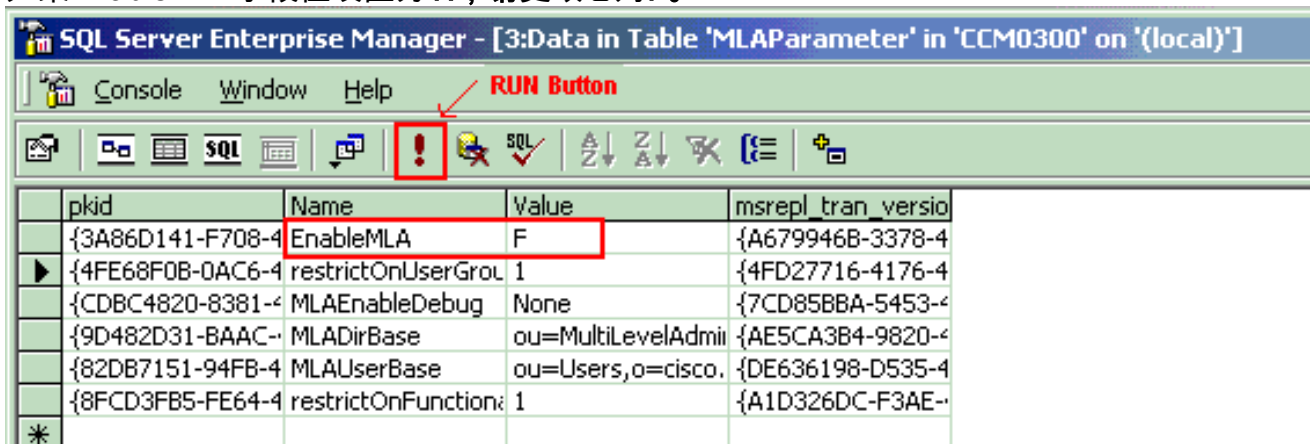 SQL Server Enterprise Manager - [3:Data in Table 'MLAParameter' in 'CCM0300' on '(local)']
Console Window Help RUN Button
SQL SQL
pkid Name Value msrepl_tran_versio
{3A86D141-F708-4 EnableMLA F {A679946B-3378-4
{4FE68F0B-0AC6-4 restrictOnUserGrou 1 {4FD27716-4176-4
{CDBC4820-8381-4 MLAEnableDebug None {7CD85BBA-5453-4
{9D482D31-BAAC- MLADirBase ou=MultiLevelAdmin {AE5CA3B4-9820-4
{82DB7151-94FB-4 MLAUserBase ou=Users,o=cisco. {DE636198-D535-4
{8FCD3FB5-FE64-4 restrictOnFunctiona 1 {A1D326DC-F3AE-